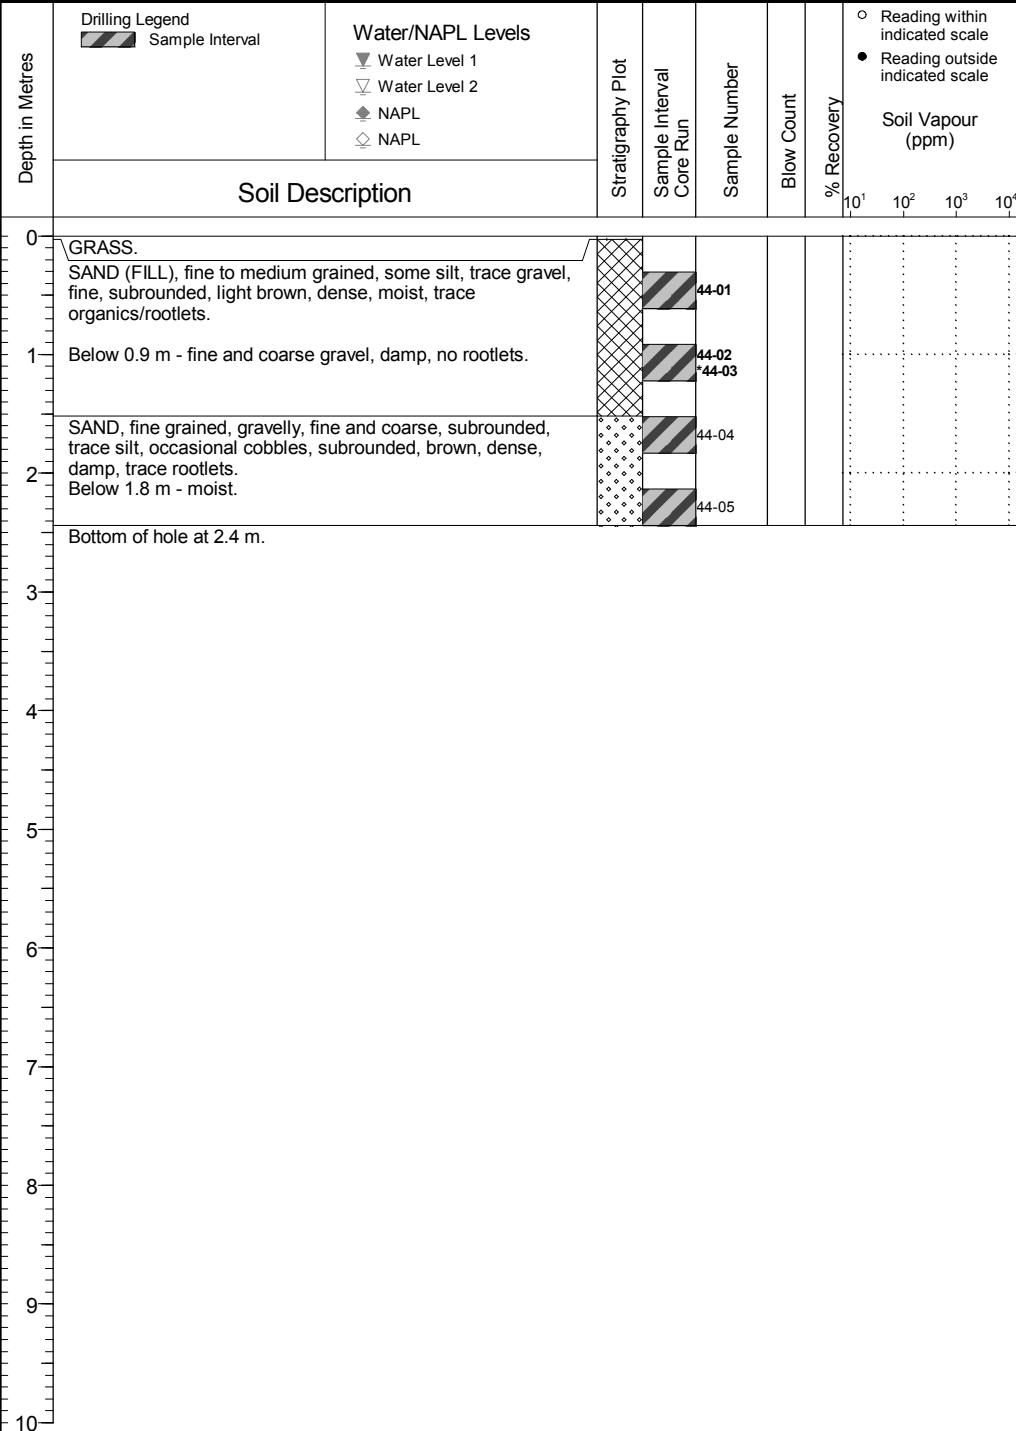 Drilling Legend
Sample Interval
Water/NAPL Levels
Water Level 1
Water Level 2
NAPL
NAPL
Depth in Metres
Soil Description
Stratigraphy Plot
Sample Interval
Core Run
Sample Number
Blow Count
% Recovery
Reading within
indicated scale
Reading outside
indicated scale
Soil Vapour
(ppm)
10¹ 10² 10³ 10⁴
0
GRASS.
SAND (FILL), fine to medium grained, some silt, trace gravel,
fine, subrounded, light brown, dense, moist, trace
organics/rootlets.
44-01
1
Below 0.9 m - fine and coarse gravel, damp, no rootlets.
44-02
*44-03
SAND, fine grained, gravelly, fine and coarse, subrounded,
trace silt, occasional cobbles, subrounded, brown, dense,
damp, trace rootlets.
44-04
2
Below 1.8 m - moist.
44-05
Bottom of hole at 2.4 m.
3
4
5
6
7
8
9
10